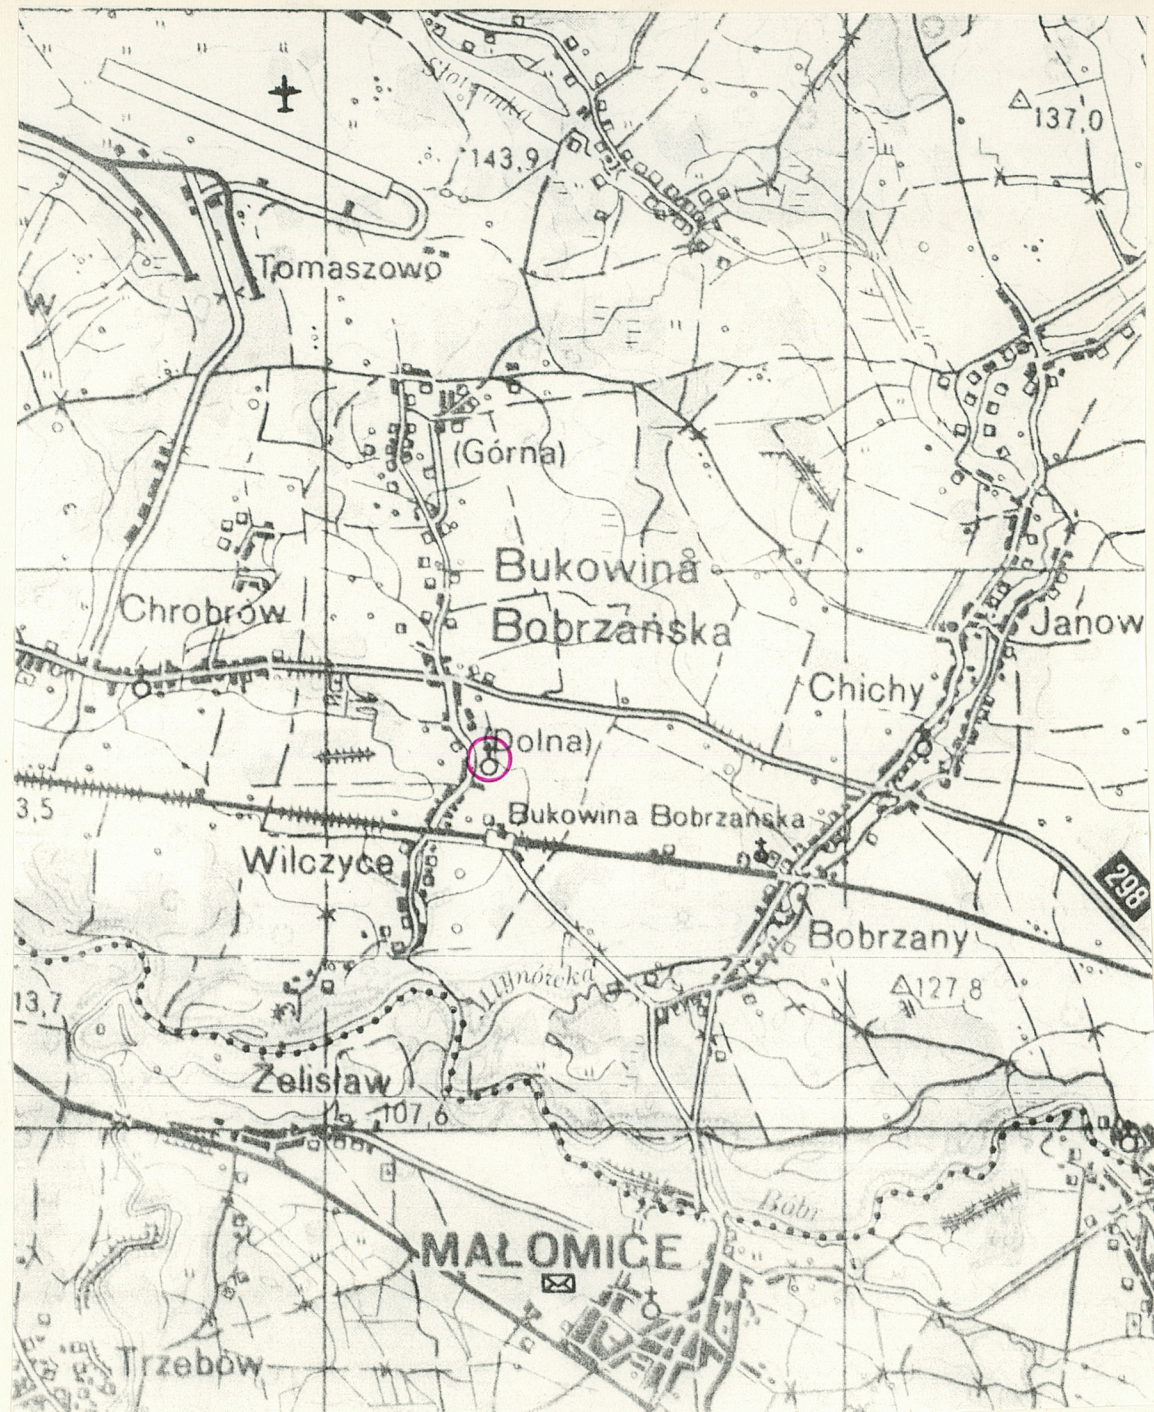 137,0
143,9
Tomaszowo
W
(Górna)
Bukowina
Bobrzańska
Chrobrów
Janow
Chichy
(Dolna)
3,5
Bukowina Bobrzańska
Wilczyce
298
Bobrzany
13,7
127,8
Żelisław
107,6
Bóbr
MAŁOMICE
Trzebów